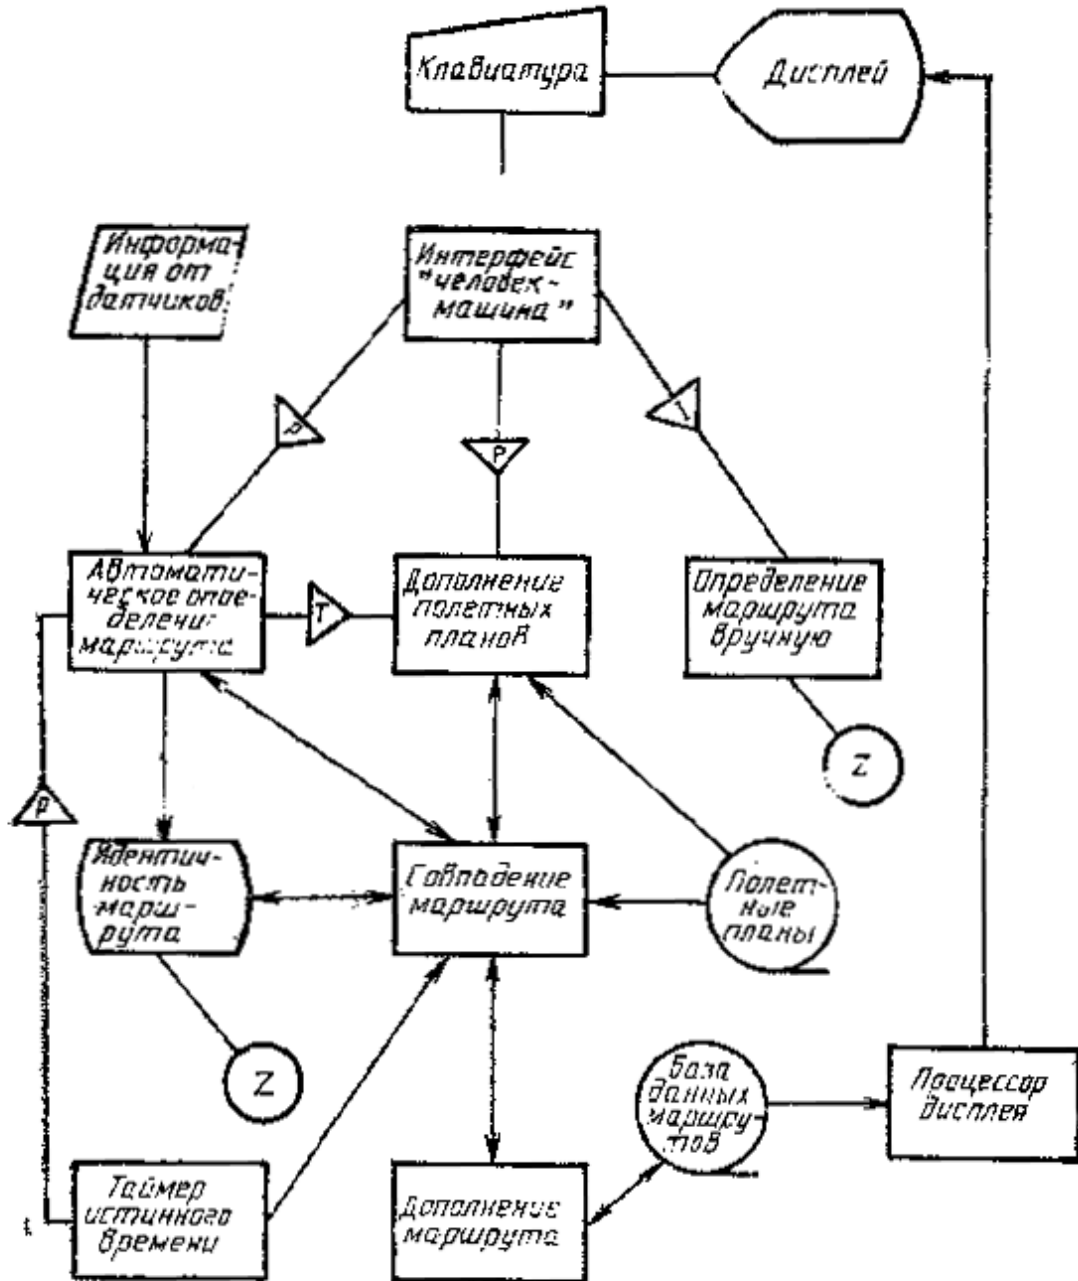 Клавиатура
Дисплей
Информа-
ция от
датчиков
Интерфейс
"человек-
машина"
P
P
Автомати-
ческое опре-
деление
маршрута
T
Дополнение
полетных
планов
Определение
маршрута
вручную
Z
P
Идентич-
ность
марш-
рута
Совпадение
маршрута
Полет-
ные
планы
Z
База
данных
маршру-
тов
Процессор
дисплея
Таймер
истинного
времени
Дополнение
маршрута